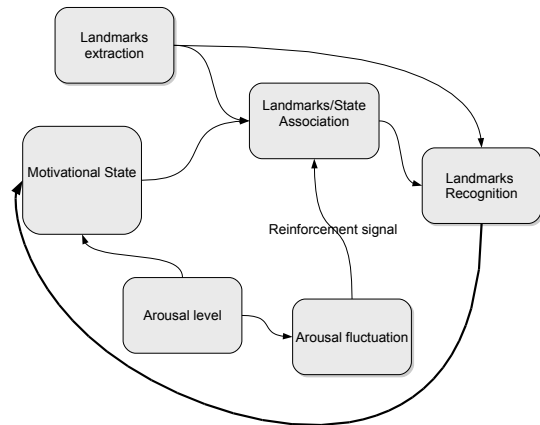 Landmarks
extraction
Landmarks/State
Association
Motivational State
Landmarks
Recognition
Reinforcement signal
Arousal level
Arousal fluctuation